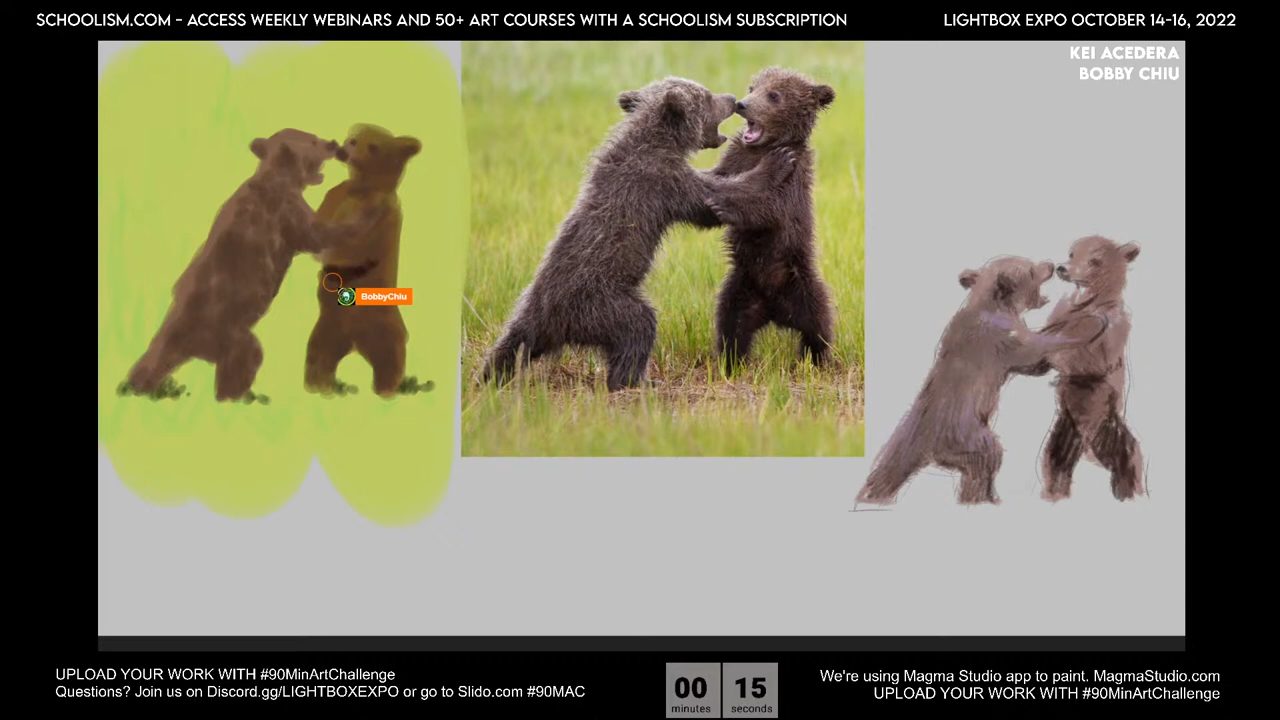 SCHOOLISM.COM - ACCESS WEEKLY WEBINARS AND 50+ ART COURSES WITH A SCHOOLISM SUBSCRIPTION
LIGHTBOX EXPO OCTOBER 14-16, 2022
KEI ACEDERA
BOBBY CHIU
BobbyChiu
UPLOAD YOUR WORK WITH #90MinArtChallenge
Questions? Join us on Discord.gg/LIGHTBOXEXPO or go to Slido.com #90MAC
00 15
minutes seconds
We're using Magma Studio app to paint. MagmaStudio.com
UPLOAD YOUR WORK WITH #90MinArtChallenge